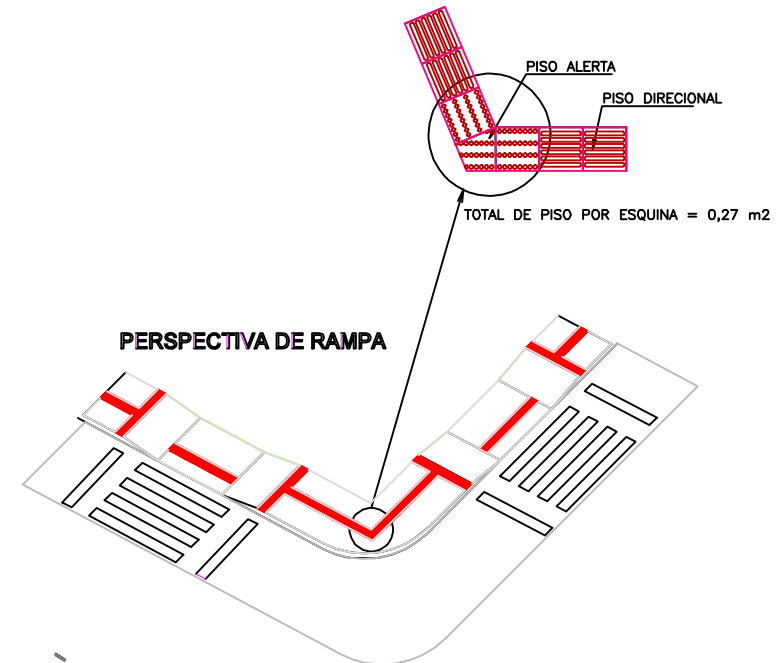 PISO ALERTA
PISO DIRECIONAL
TOTAL DE PISO POR ESQUINA = 0,27 m2
PERSPECTIVA DE RAMPA